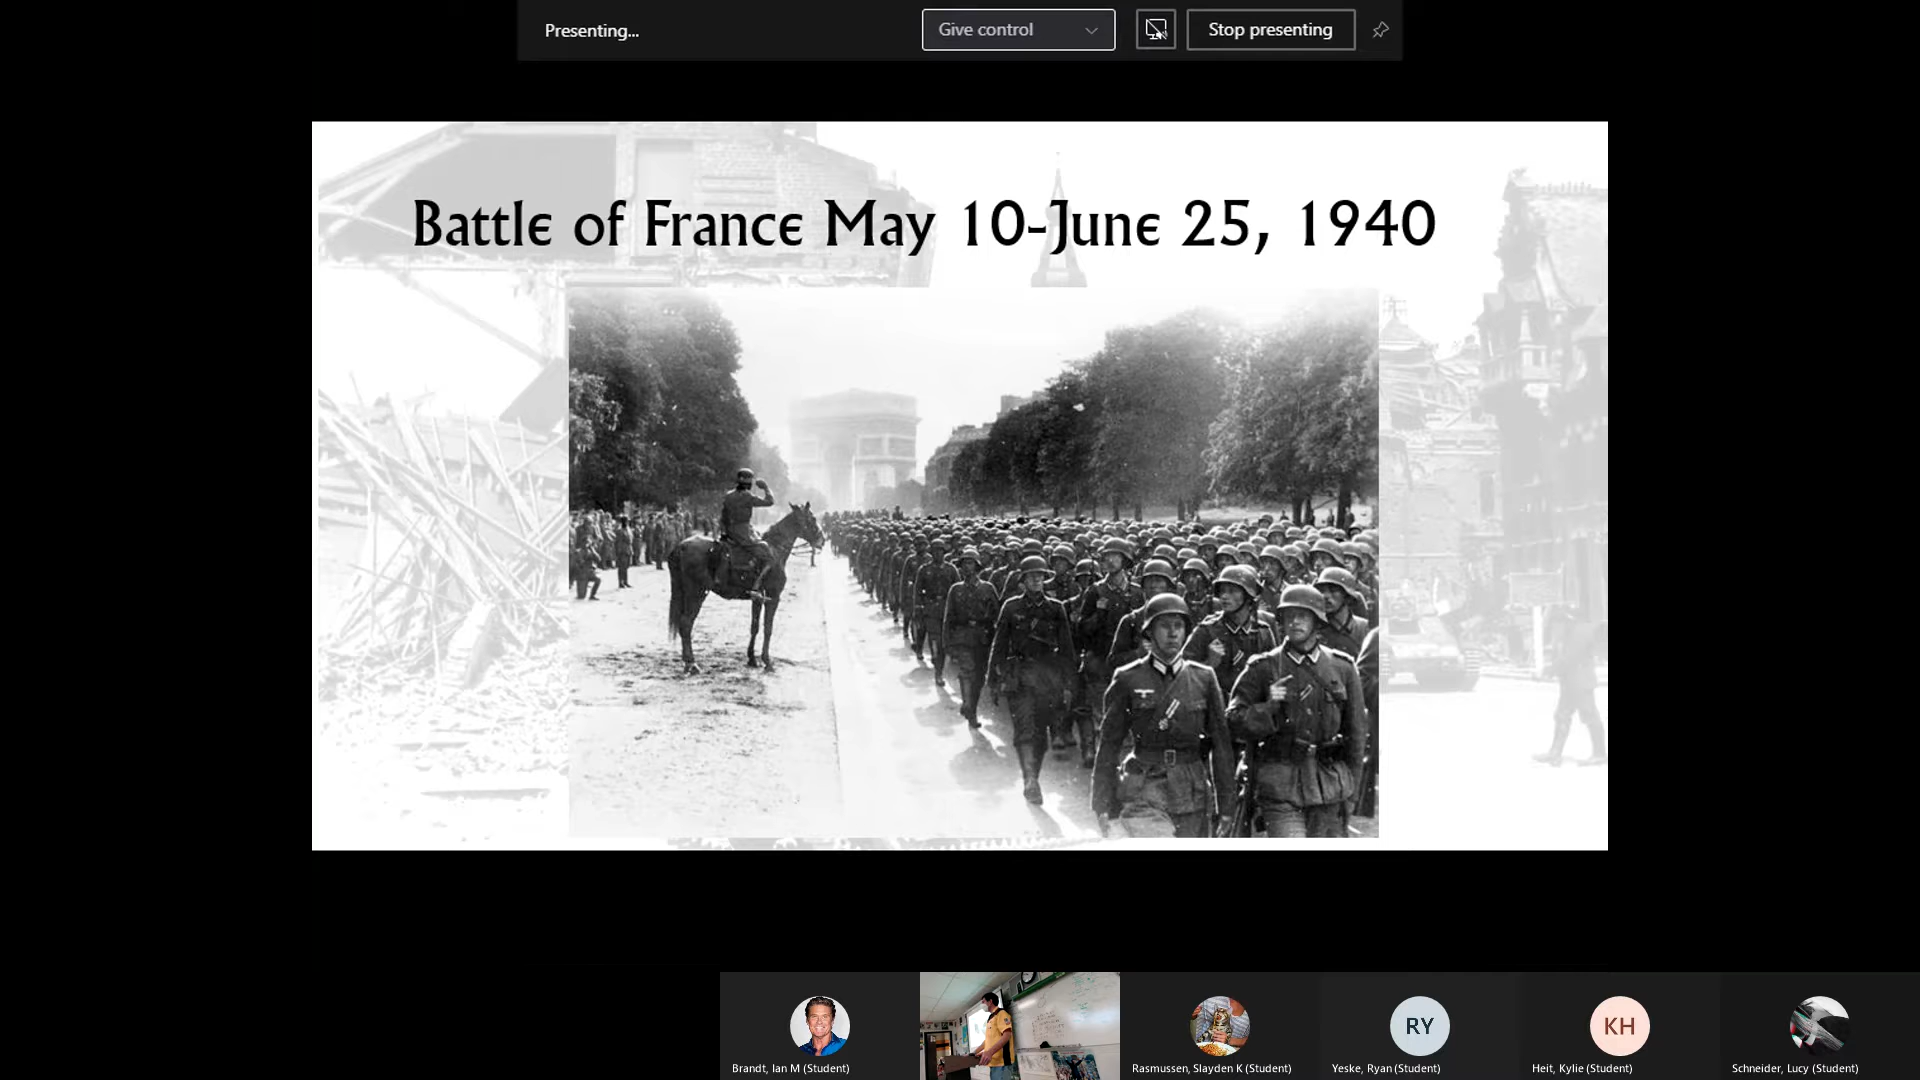 Presenting...
Give control
Stop presenting
Battle of France May 10-June 25, 1940
RY
KH
Brandt, Ian M (Student)
Rasmussen, Slayden K (Student)
Yeske, Ryan (Student)
Heit, Kylie (Student)
Schneider, Lucy (Student)